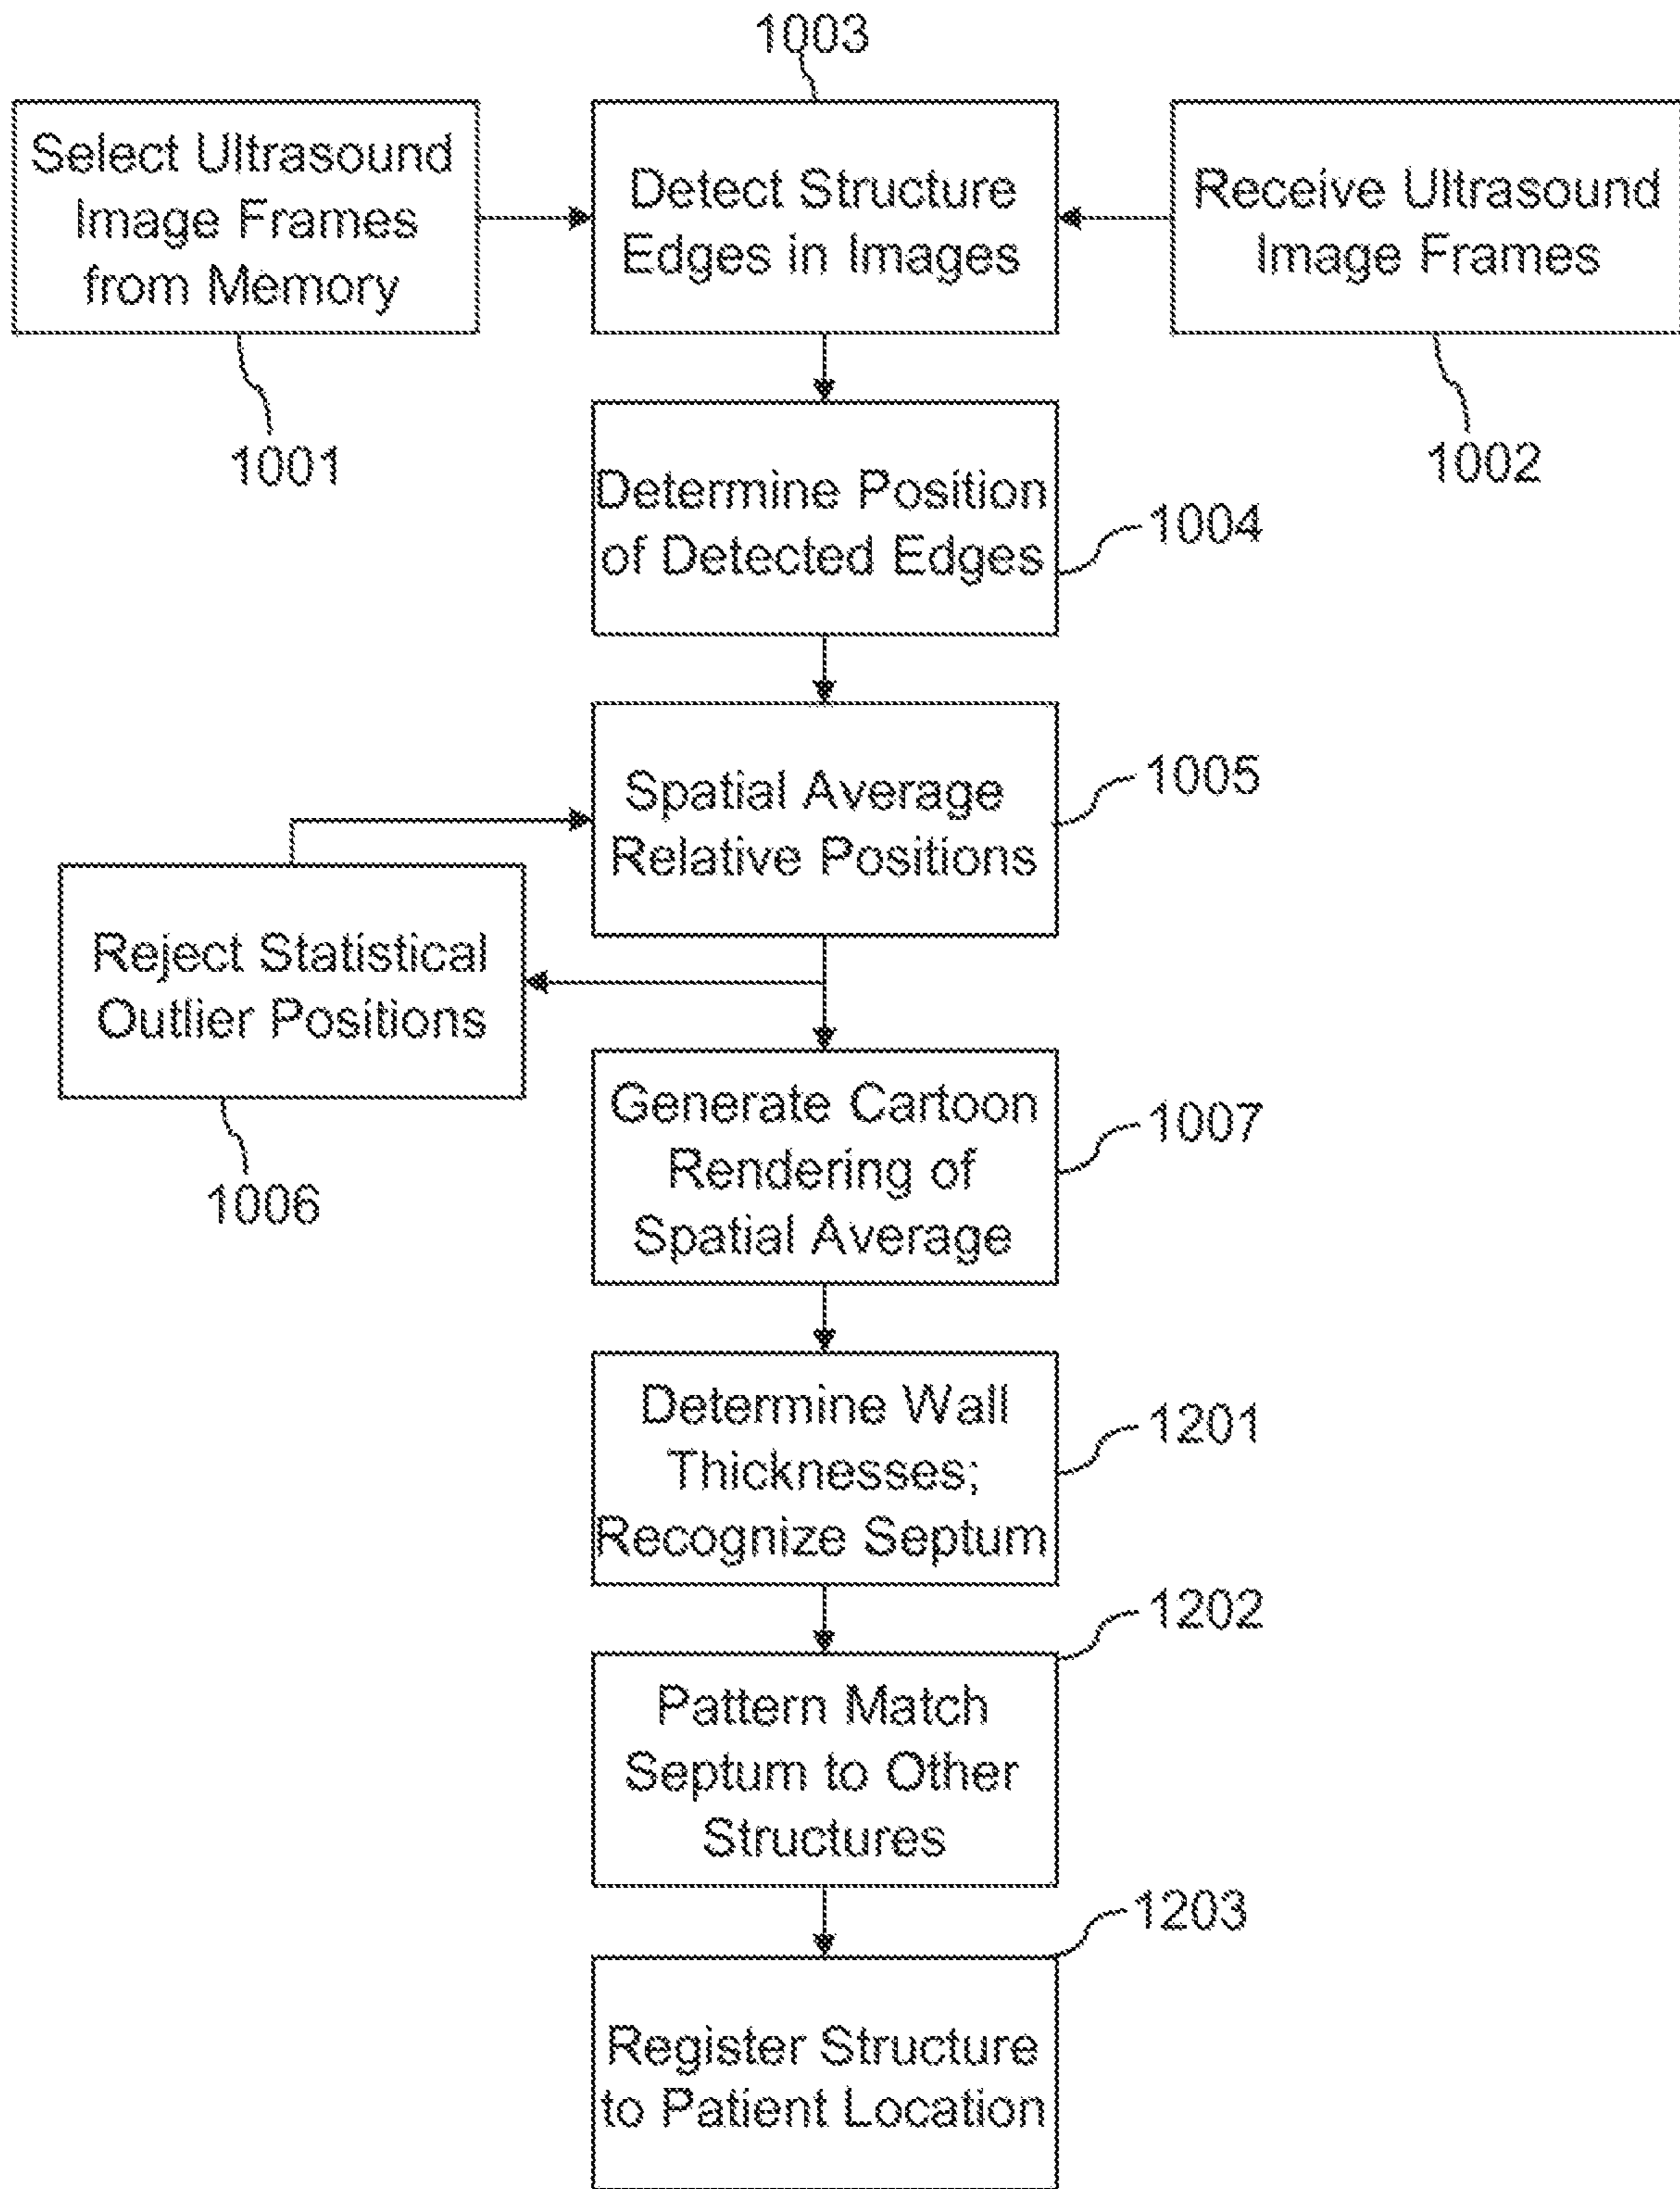 1003
Select Ultrasound
Image Frames
from Memory
Detect Structure
Edges in Images
Receive Ultrasound
Image Frames
1001
1002
Determine Position
of Detected Edges
1004
Spatial Average
Relative Positions
1005
Reject Statistical
Outlier Positions
1006
Generate Cartoon
Rendering of
Spatial Average
1007
Determine Wall
Thicknesses;
Recognize Septum
1201
1202
Pattern Match
Septum to Other
Structures
1203
Register Structure
to Patient Location